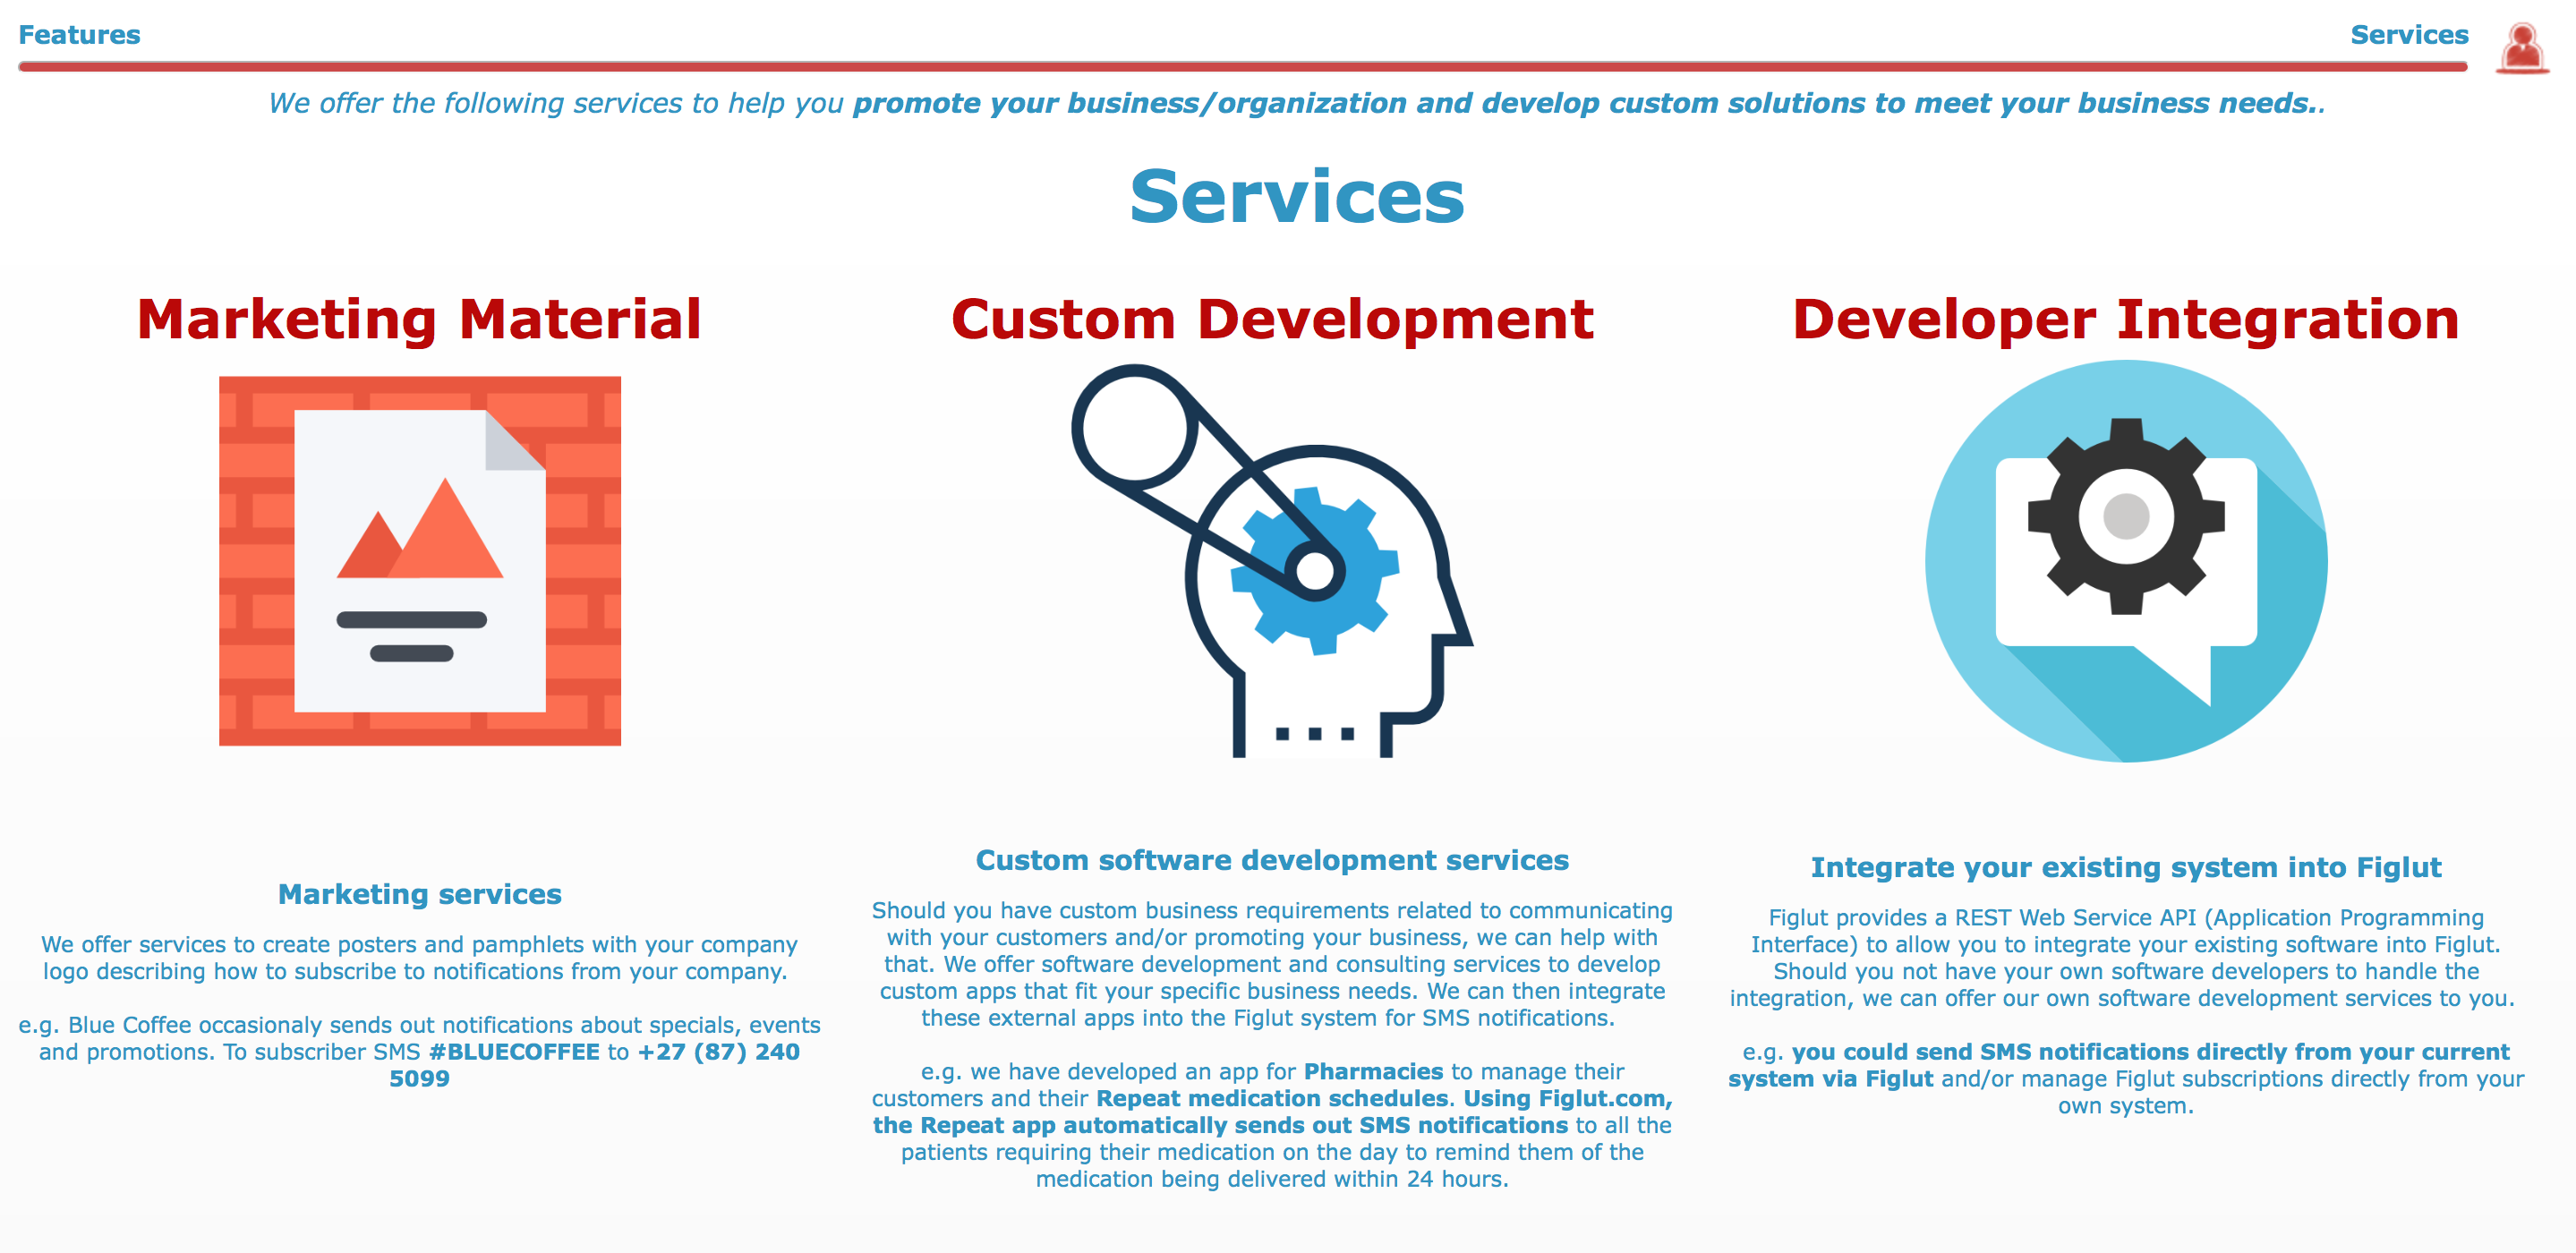 Features
Services
We offer the following services to help you promote your business/organization and develop custom solutions to meet your business needs..
Services
Marketing Material
Marketing services
We offer services to create posters and pamphlets with your company
logo describing how to subscribe to notifications from your company.
e.g. Blue Coffee occasionaly sends out notifications about specials, events
and promotions. To subscriber SMS #BLUECOFFEE to +27 (87) 240
5099
Custom Development
Custom software development services
Should you have custom business requirements related to communicating
with your customers and/or promoting your business, we can help with
that. We offer software development and consulting services to develop
custom apps that fit your specific business needs. We can then integrate
these external apps into the Figlut system for SMS notifications.
e.g. we have developed an app for Pharmacies to manage their
customers and their Repeat medication schedules. Using Figlut.com,
the Repeat app automatically sends out SMS notifications to all the
patients requiring their medication on the day to remind them of the
medication being delivered within 24 hours.
Developer Integration
Integrate your existing system into Figlut
Figlut provides a REST Web Service API (Application Programming
Interface) to allow you to integrate your existing software into Figlut.
Should you not have your own software developers to handle the
integration, we can offer our own software development services to you.
e.g. you could send SMS notifications directly from your current
system via Figlut and/or manage Figlut subscriptions directly from your
own system.